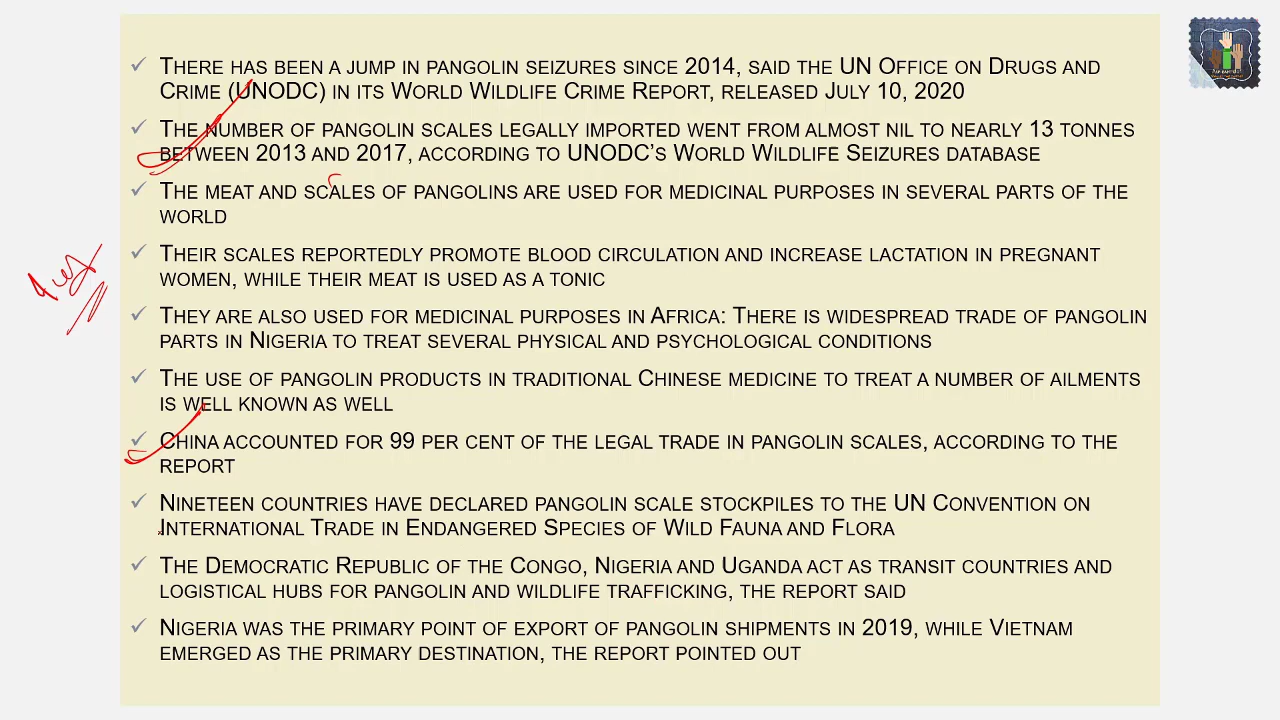 There has been a jump in pangolin seizures since 2014, said the UN Office on Drugs and
Crime (UNODC) in its World Wildlife Crime Report, released July 10, 2020
The number of pangolin scales legally imported went from almost nil to nearly 13 tonnes
between 2013 and 2017, according to UNODC's World Wildlife Seizures database
The meat and scales of pangolins are used for medicinal purposes in several parts of the
world
Their scales reportedly promote blood circulation and increase lactation in pregnant
women, while their meat is used as a tonic
They are also used for medicinal purposes in Africa: There is widespread trade of pangolin
parts in Nigeria to treat several physical and psychological conditions
The use of pangolin products in traditional Chinese medicine to treat a number of ailments
is well known as well
China accounted for 99 per cent of the legal trade in pangolin scales, according to the
report
Nineteen countries have declared pangolin scale stockpiles to the UN Convention on
International Trade in Endangered Species of Wild Fauna and Flora
The Democratic Republic of the Congo, Nigeria and Uganda act as transit countries and
logistical hubs for pangolin and wildlife trafficking, the report said
Nigeria was the primary point of export of pangolin shipments in 2019, while Vietnam
emerged as the primary destination, the report pointed out